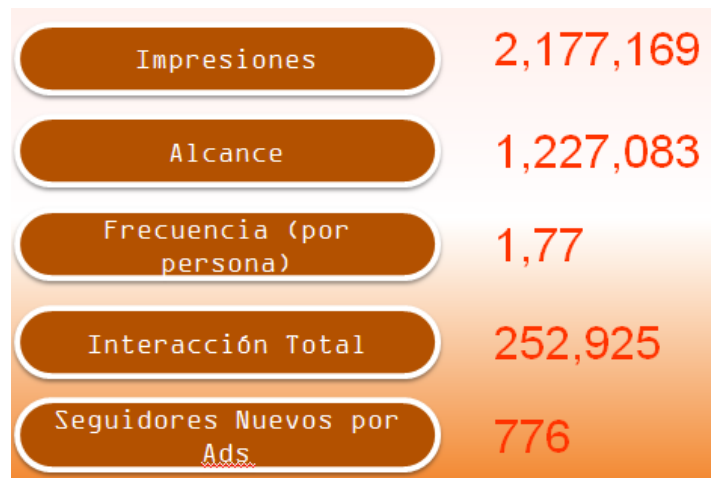 Impresiones 2,177,169
Alcance 1,227,083
Frecuencia (por
persona) 1,77
Interacción Total 252,925
Seguidores Nuevos por
Ads 776